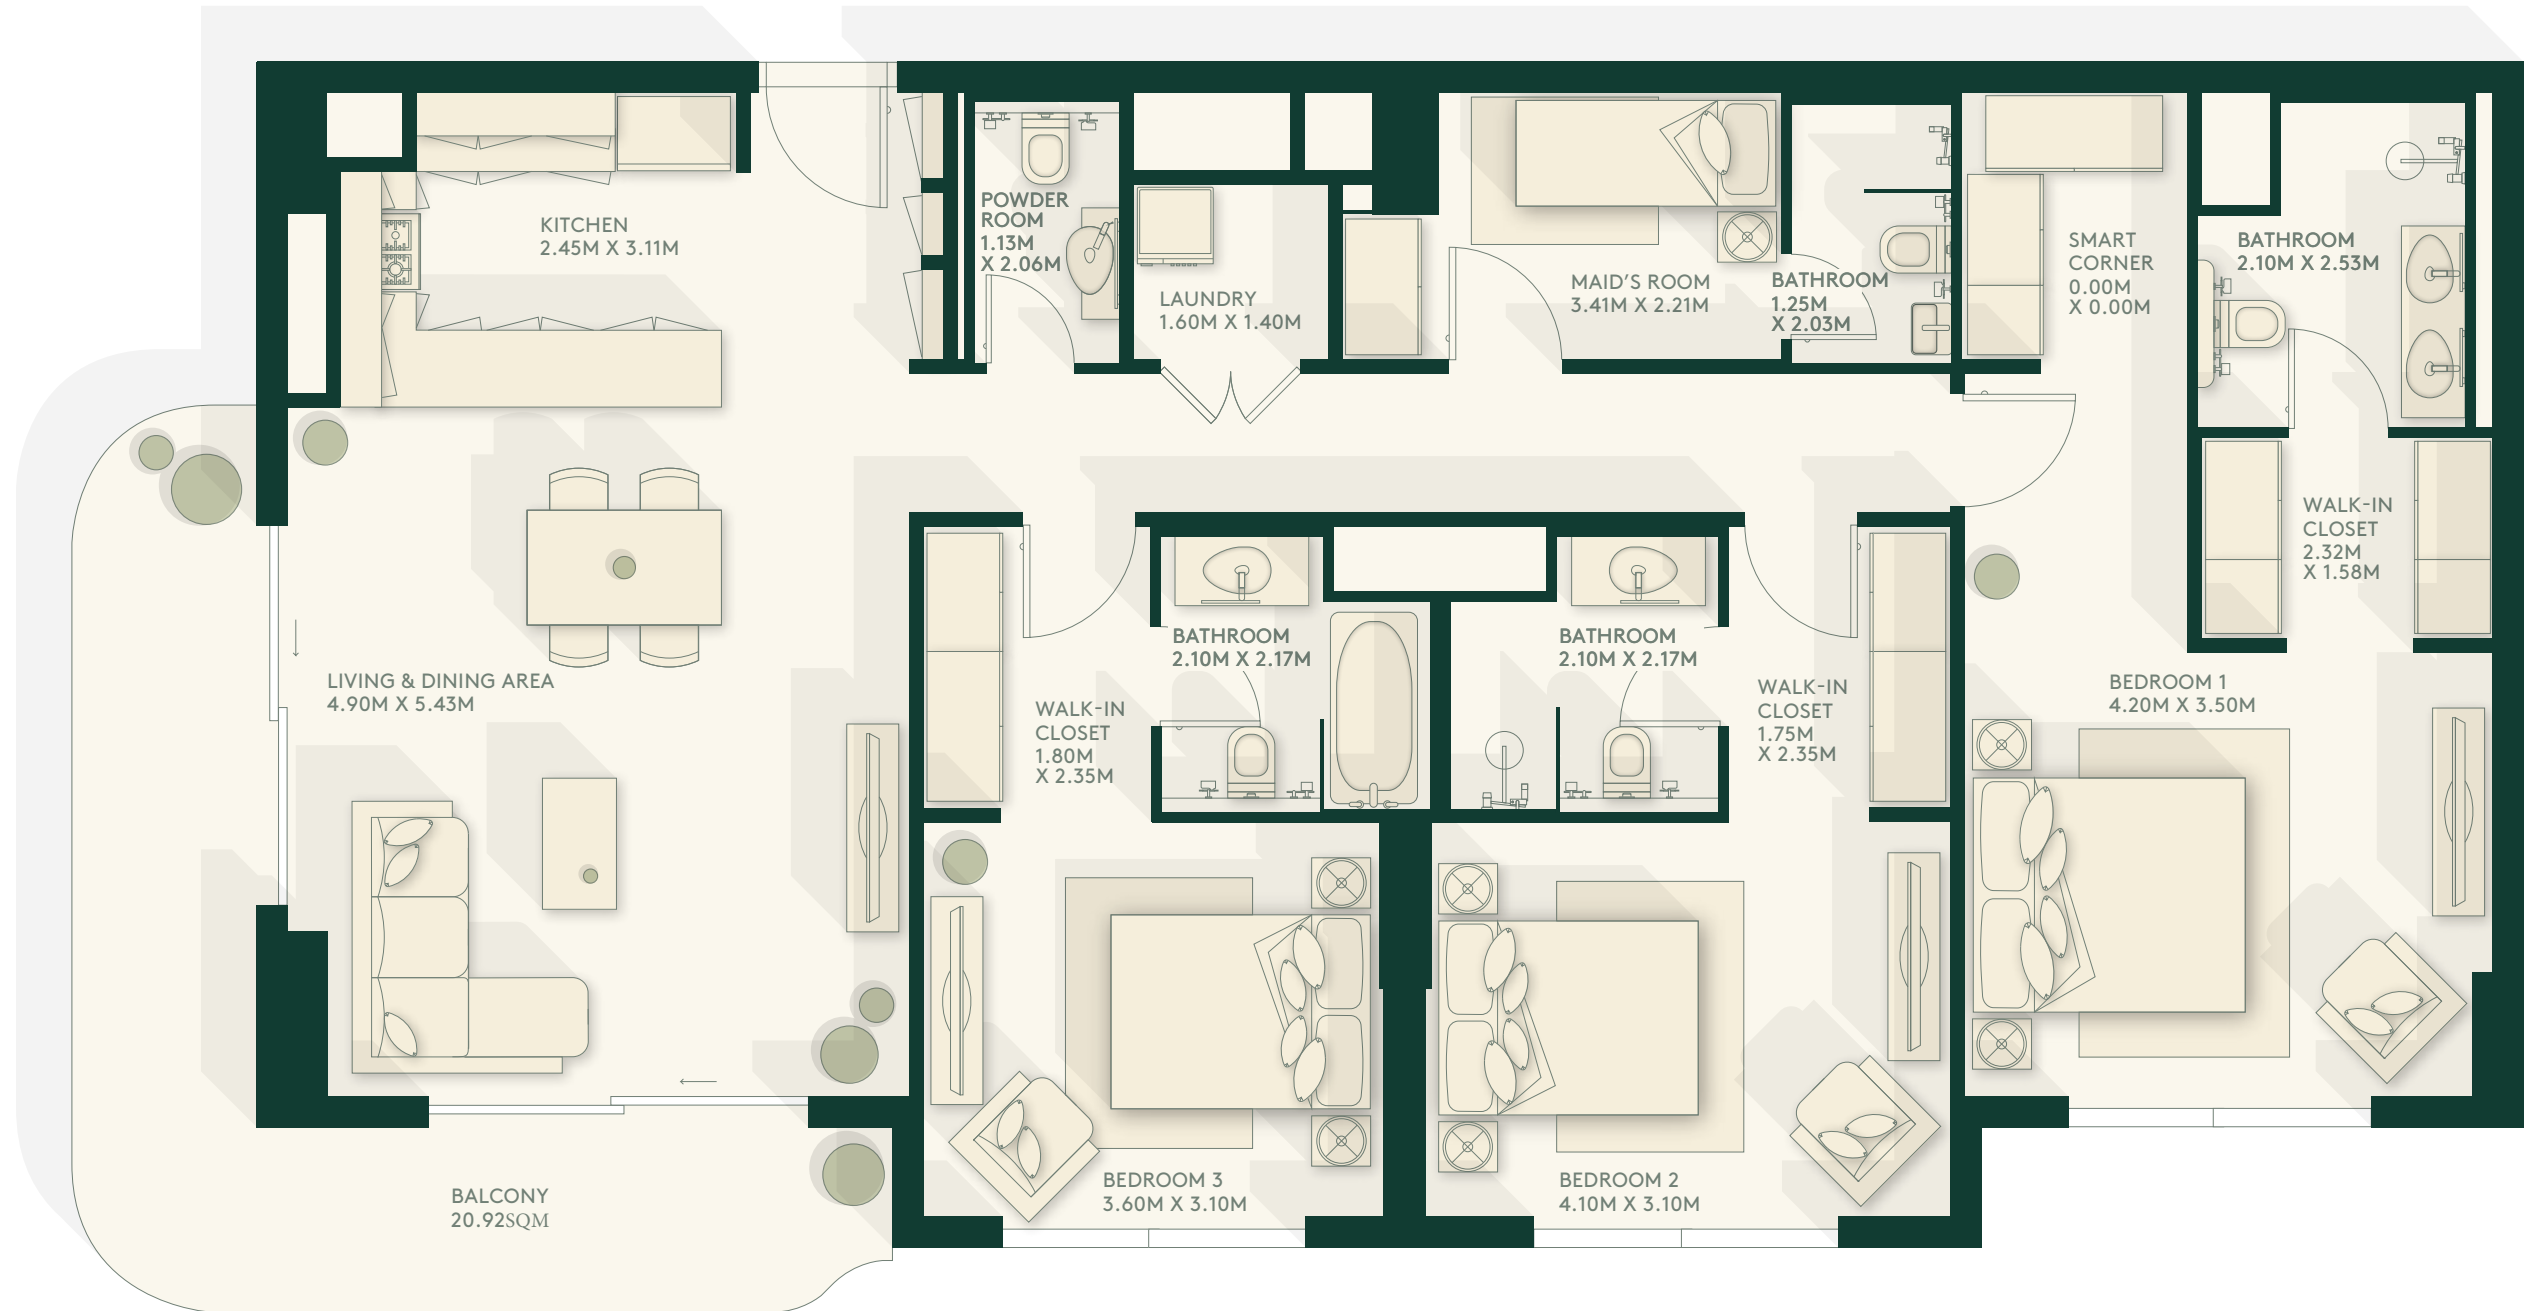 KITCHEN
2.45M X 3.11M
POWDER
ROOM
1.13M
X 2.06M
LAUNDRY
1.60M X 1.40M
MAID'S ROOM
3.41M X 2.21M
BATHROOM
1.25M
X 2.03M
SMART
CORNER
0.00M
X 0.00M
BATHROOM
2.10M X 2.53M
WALK-IN
CLOSET
2.32M
X 1.58M
LIVING & DINING AREA
4.90M X 5.43M
WALK-IN
CLOSET
1.80M
X 2.35M
BATHROOM
2.10M X 2.17M
BATHROOM
2.10M X 2.17M
WALK-IN
CLOSET
1.75M
X 2.35M
BEDROOM 1
4.20M X 3.50M
BALCONY
20.92SQM
BEDROOM 3
3.60M X 3.10M
BEDROOM 2
4.10M X 3.10M